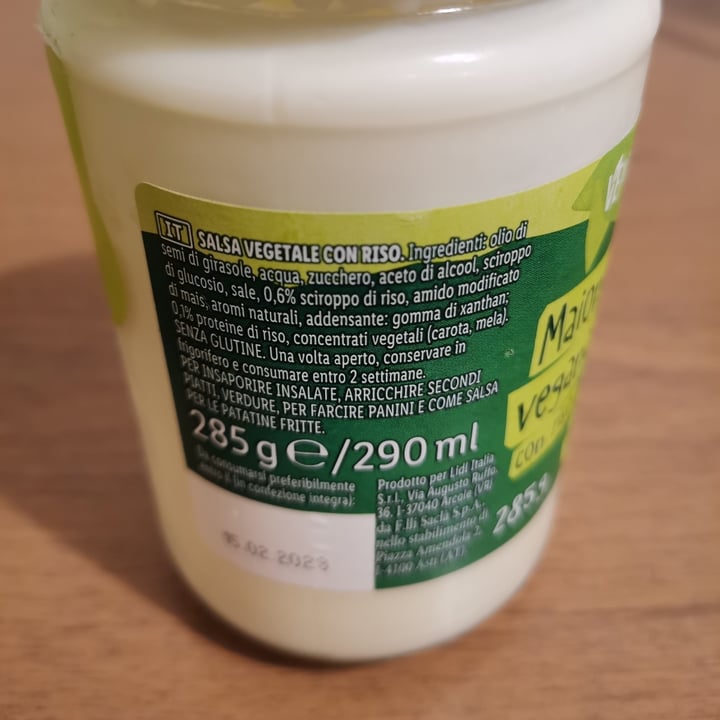 IT SALSA VEGETALE CON RISO. Ingredienti: olio di
semi di girasole, acqua, zucchero, aceto di alcool, sciroppo
di glucosio, sale, 0,6% sciroppo di riso, amido modificato
di mais, aromi naturali, addensante: gomma di xanthan;
0,1% proteine di riso, concentrati vegetali (carota, mela).
SENZA GLUTINE. Una volta aperto, conservare in
frigorifero e consumare entro 2 settimane.
PER INSAPORIRE INSALATE, ARRICCHIRE SECONDI
PIATTI, VERDURE, PER FARCIRE PANINI E COME SALSA
PER LE PATATINE FRITTE.
285 g e/290 ml
Da consumarsi preferibilmente
entro il (in confezione integra):
02 2023
Prodotto per Lidl Italia
S.r.L. Via Augusto Ruffo,
36, I-37040 Arcole (VR)
da F.lli Saclà S.p.A.
nello stabilimento di
Piazza Amendola 2,
I-4100 Asti (AT)
Maio
vega
con
285g